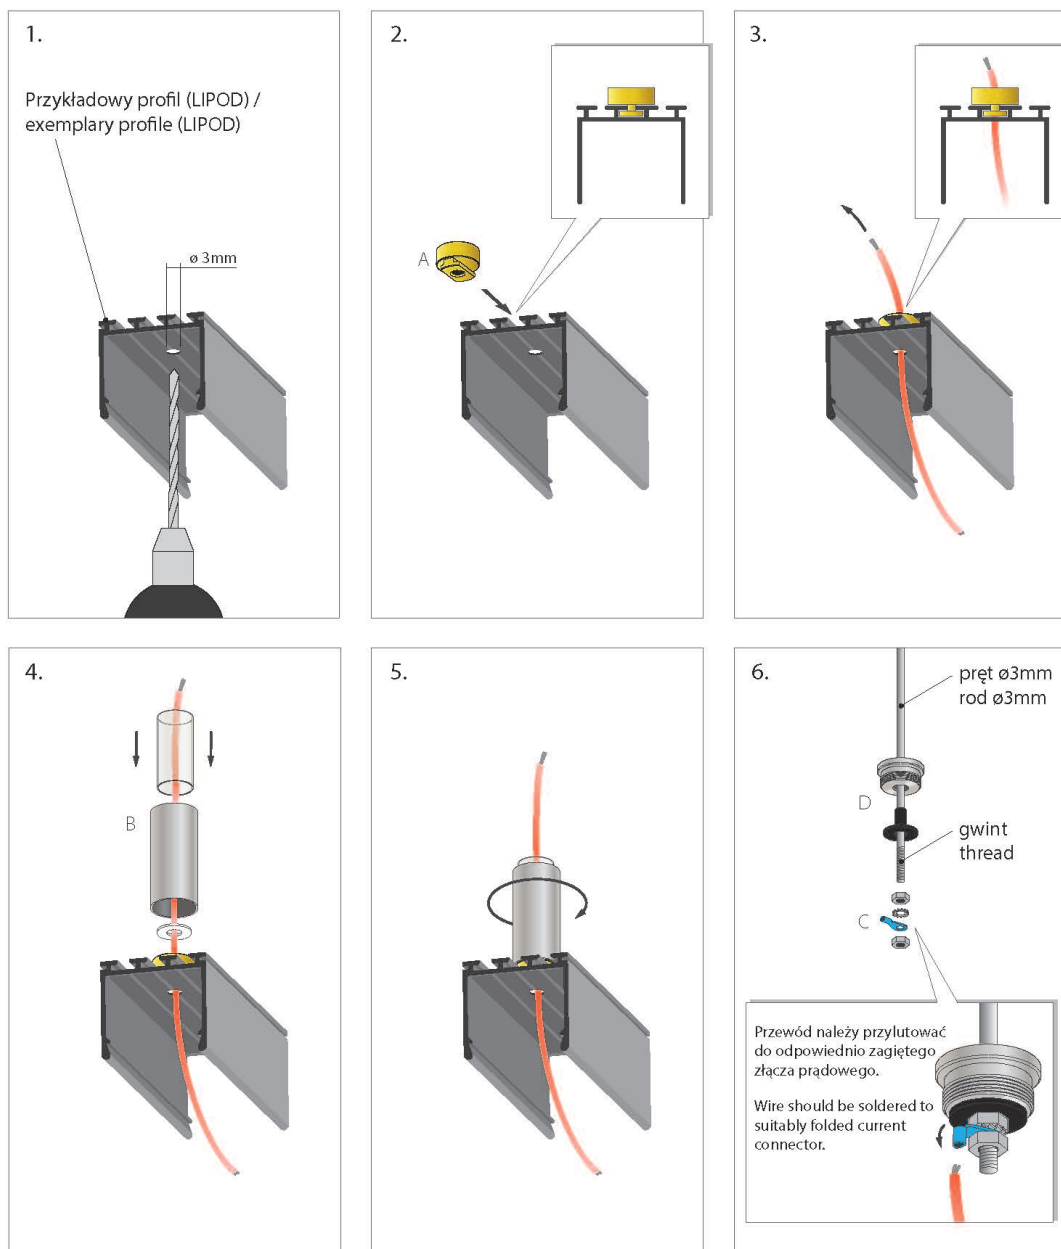 1.
Przykładowy profil (LIPOD) /
exemplary profile (LIPOD)
ø 3mm
2.
A
3.
4.
B
5.
6.
pręt ø3mm
rod ø3mm
D
gwint
thread
C
Przewód należy przylutować
do odpowiednio zagiętego
złącza prądowego.
Wire should be soldered to
suitably folded current
connector.